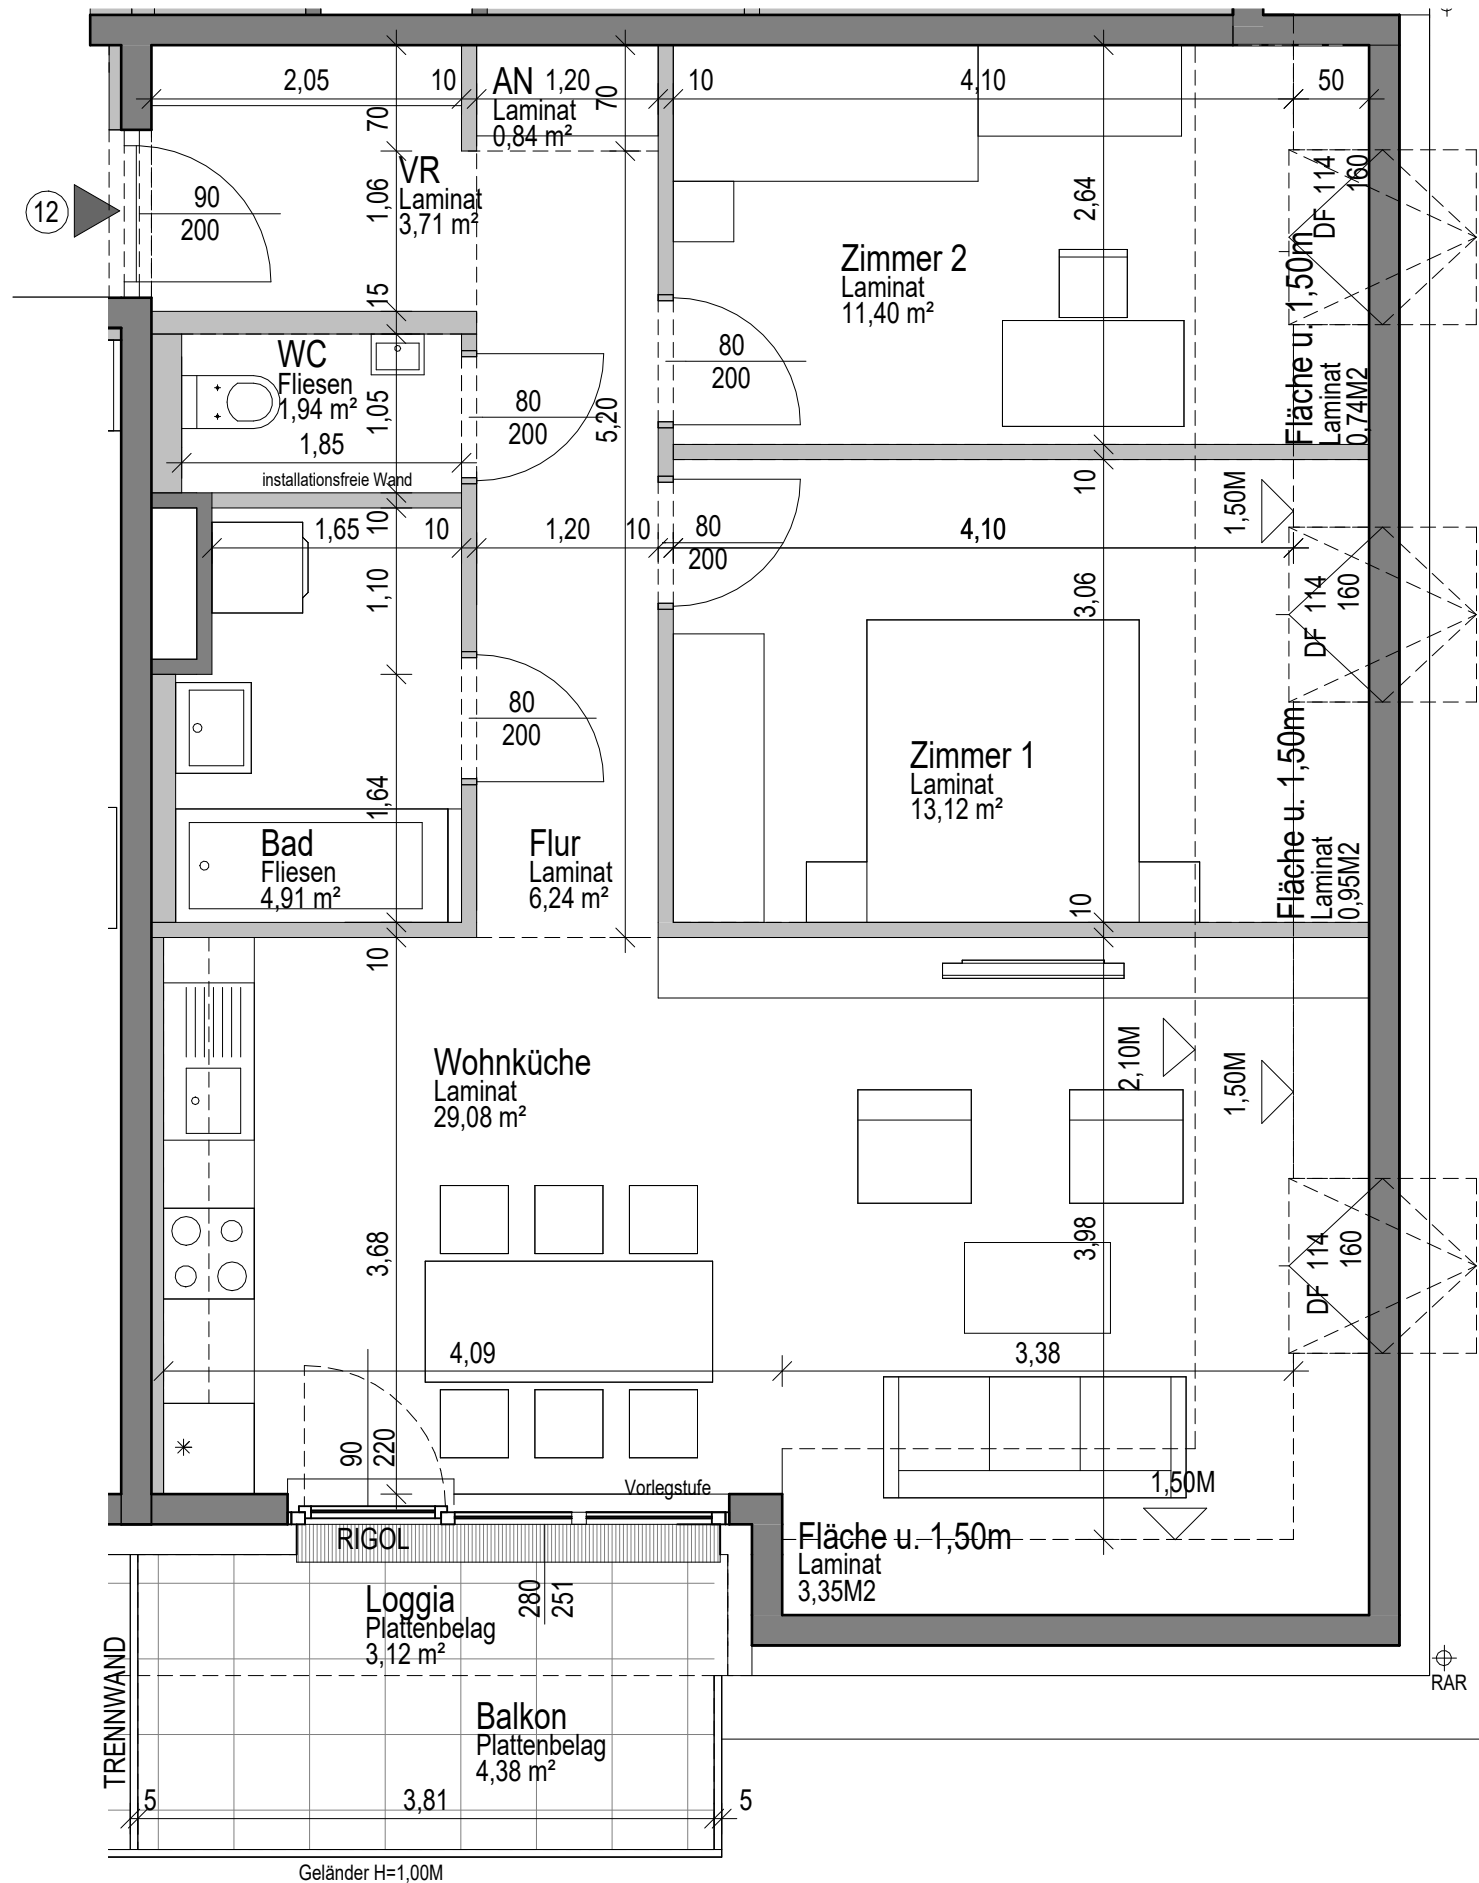 2,05
10
AN
Laminat
0,84 m²
1,20
70
10
4,10
50
70
VR
Laminat
3,71 m²
1,06
12
90
200
15
2,64
DF 114
160
Zimmer 2
Laminat
11,40 m²
Fläche u. 1,50m
Laminat
0,74M2
WC
Fliesen
1,94 m²
1,05
1,85
installationsfreie Wand
80
200
5,20
80
200
10
1,65
10
1,20
10
80
200
10
4,10
1,50M
1,10
3,06
DF 114
160
80
200
1,64
Zimmer 1
Laminat
13,12 m²
Fläche u. 1,50m
Laminat
0,95M2
Bad
Fliesen
4,91 m²
Flur
Laminat
6,24 m²
10
10
Wohnküche
Laminat
29,08 m²
2,10M
1,50M
3,68
3,98
DF 114
160
4,09
3,38
90
220
Vorlegstufe
1,50M
RIGOL
Fläche u. 1,50m
Laminat
3,35M2
280
251
Loggia
Plattenbelag
3,12 m²
TRENNWAND
RAR
Balkon
Plattenbelag
4,38 m²
5
3,81
5
Geländer H=1,00M